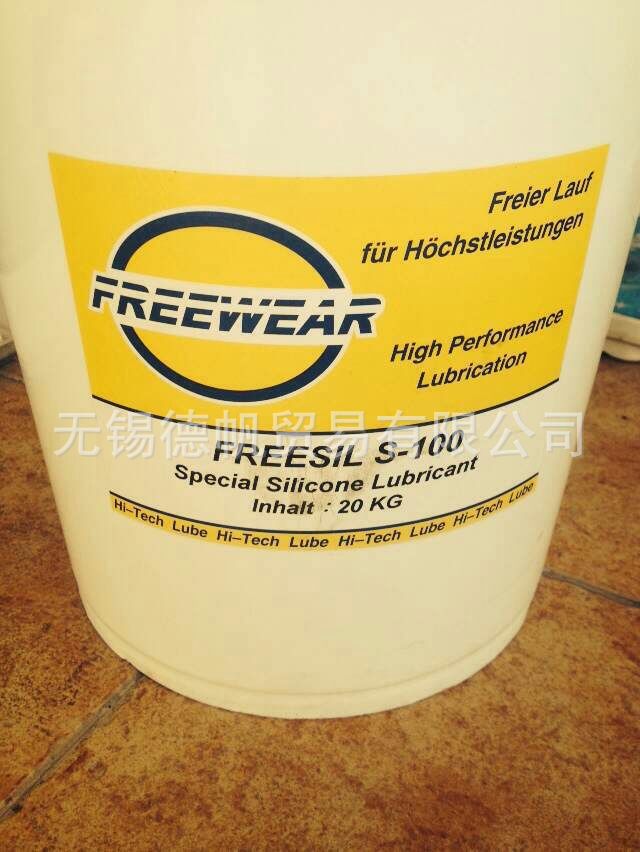 Freier Lauf
für Höchstleistungen
FREEWEAR
High Performance
Lubrication
无锡德帆贸易有限公司
FREESIL S-100
Special Silicone Lubricant
Inhalt : 20 KG
Hi-Tech Lube Hi-Tech Lube Hi-Tech Lube Hi-Tech Lube